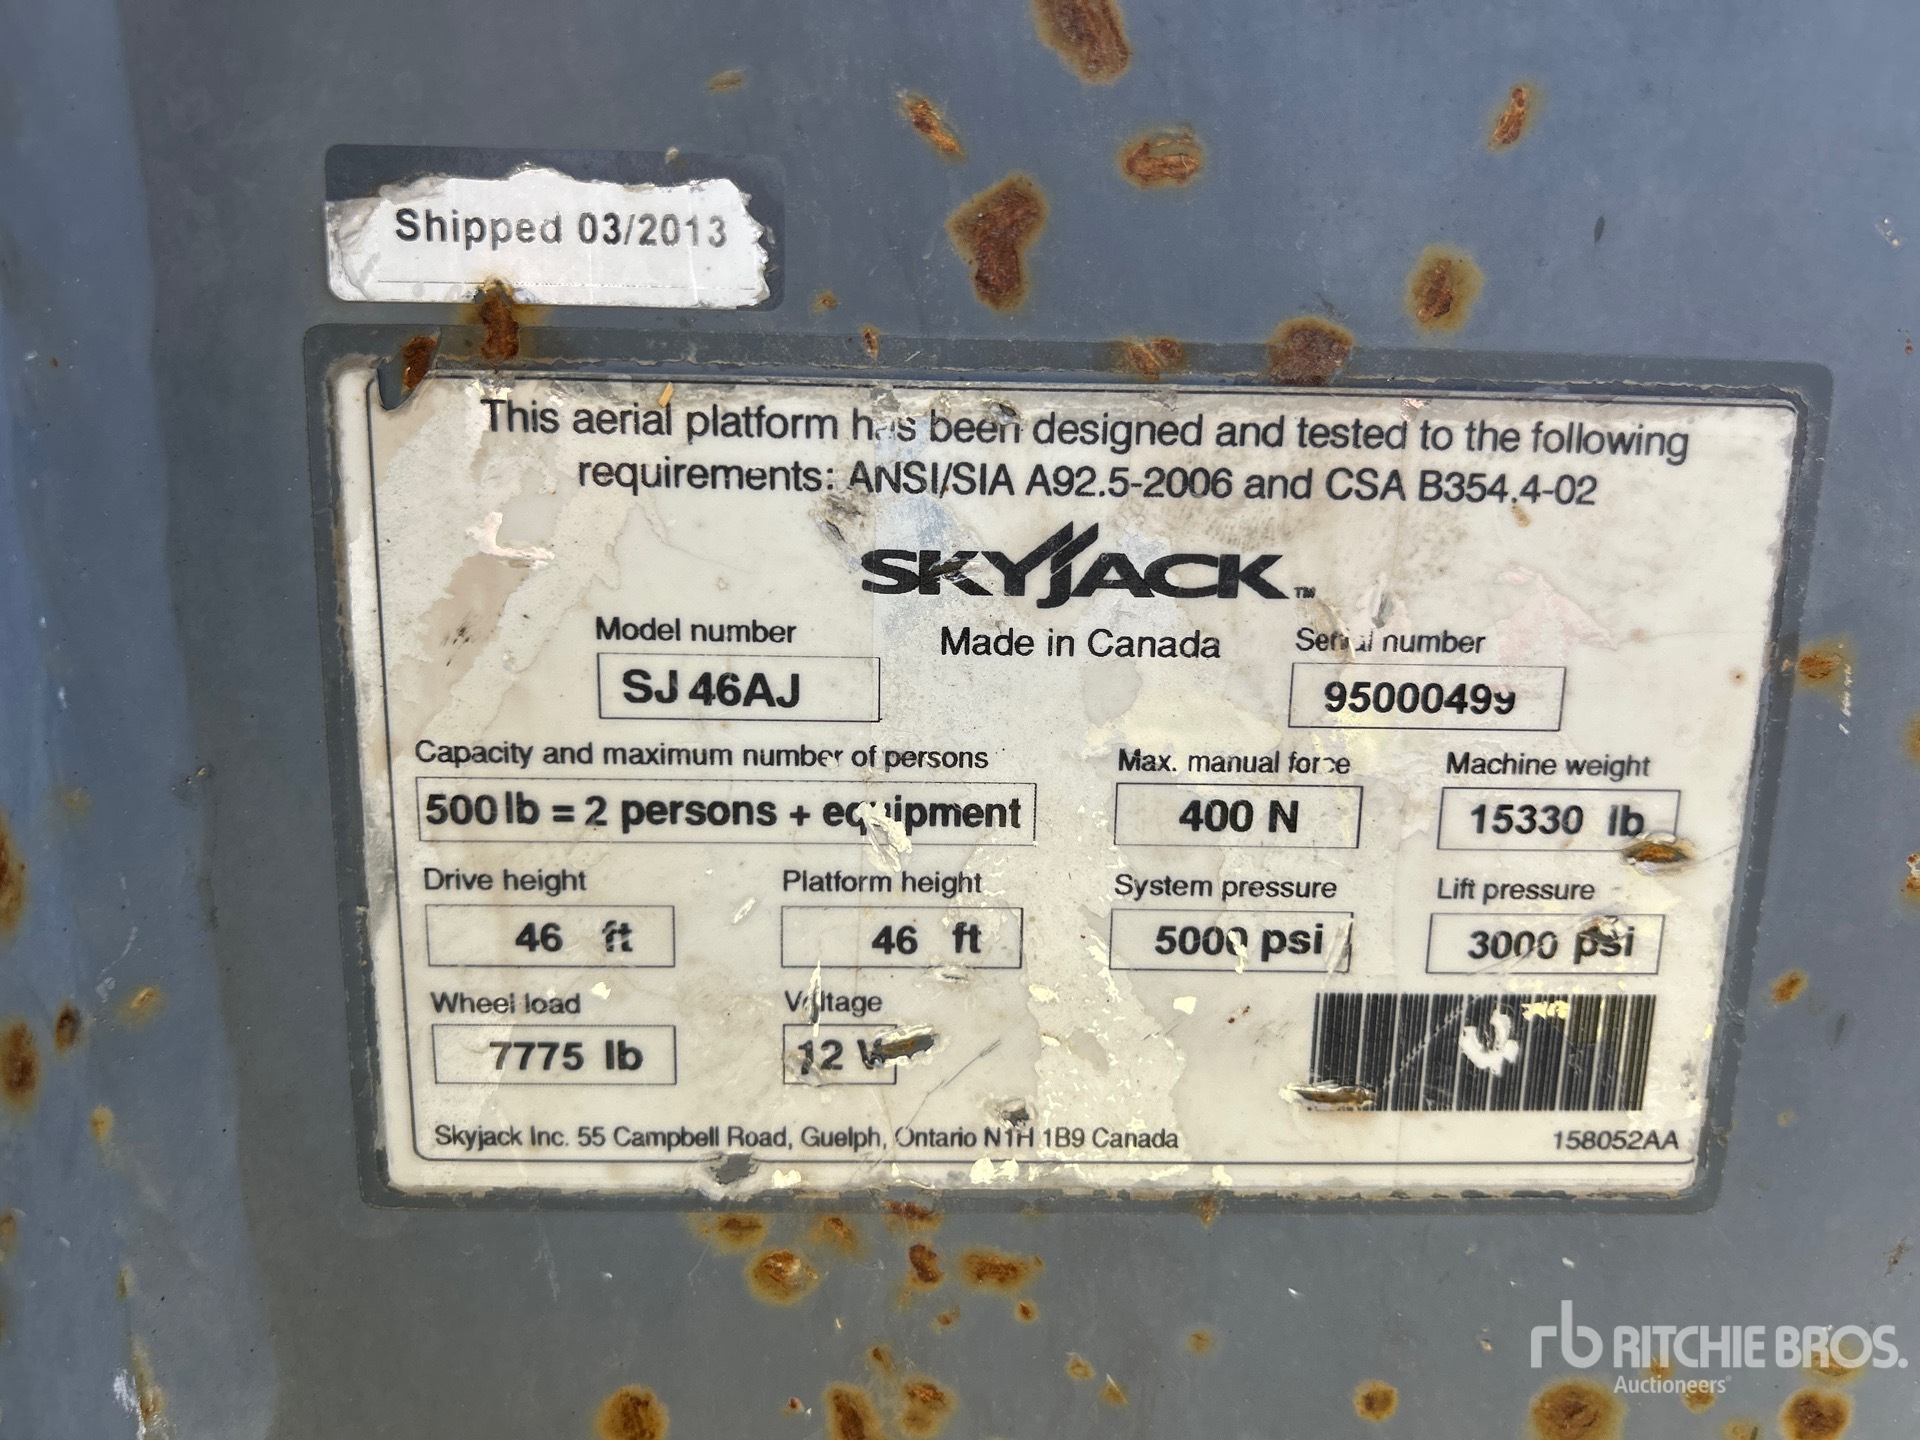 Shipped 03/2013
This aerial platform has been designed and tested to the following
requirements: ANSI/SIA A92.5-2006 and CSA B354.4-02
SKYJACK™
Made in Canada
Model number
SJ 46AJ
Serial number
95000499
Capacity and maximum number of persons
500 lb = 2 persons + equipment
Max. manual force
400 N
Machine weight
15330 lb
Drive height
46 ft
Platform height
46 ft
System pressure
5000 psi
Lift pressure
3000 psi
Wheel load
7775 lb
Voltage
12 V
Skyjack Inc. 55 Campbell Road, Guelph, Ontario N1H 1B9 Canada
158052AA
rb RITCHIE BROS.
Auctioneers